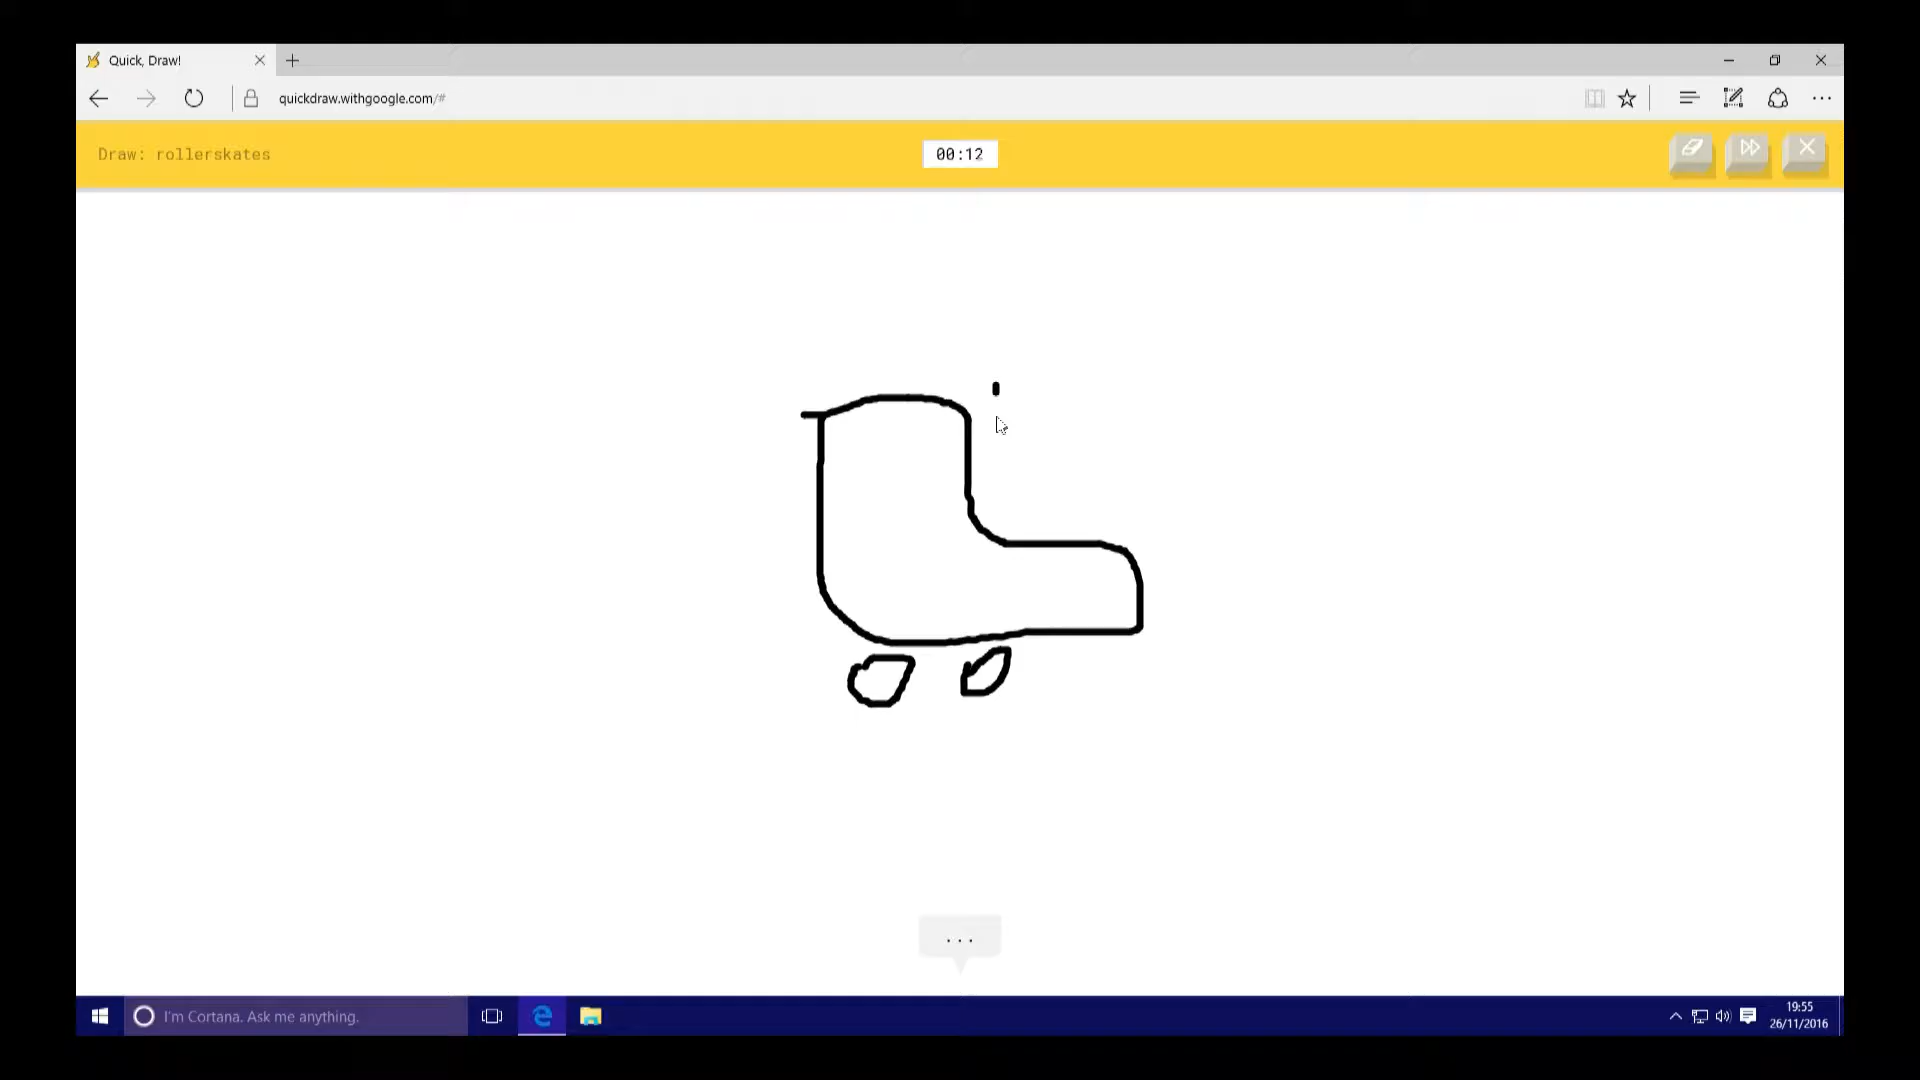 Quick, Draw!
quickdraw.withgoogle.com/#
Draw: rollerskates
00:12
...
I'm Cortana. Ask me anything.
19:55
26/11/2016